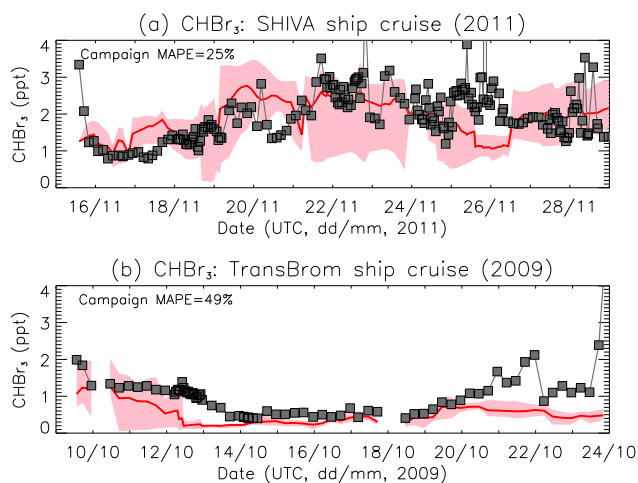 (a) CHBr₃: SHIVA ship cruise (2011)
Campaign MAPE=25%
CHBr₃ (ppt)
4
3
2
1
0
16/11 18/11 20/11 22/11 24/11 26/11 28/11
Date (UTC, dd/mm, 2011)
(b) CHBr₃: TransBrom ship cruise (2009)
Campaign MAPE=49%
CHBr₃ (ppt)
4
3
2
1
0
10/10 12/10 14/10 16/10 18/10 20/10 22/10 24/10
Date (UTC, dd/mm, 2009)